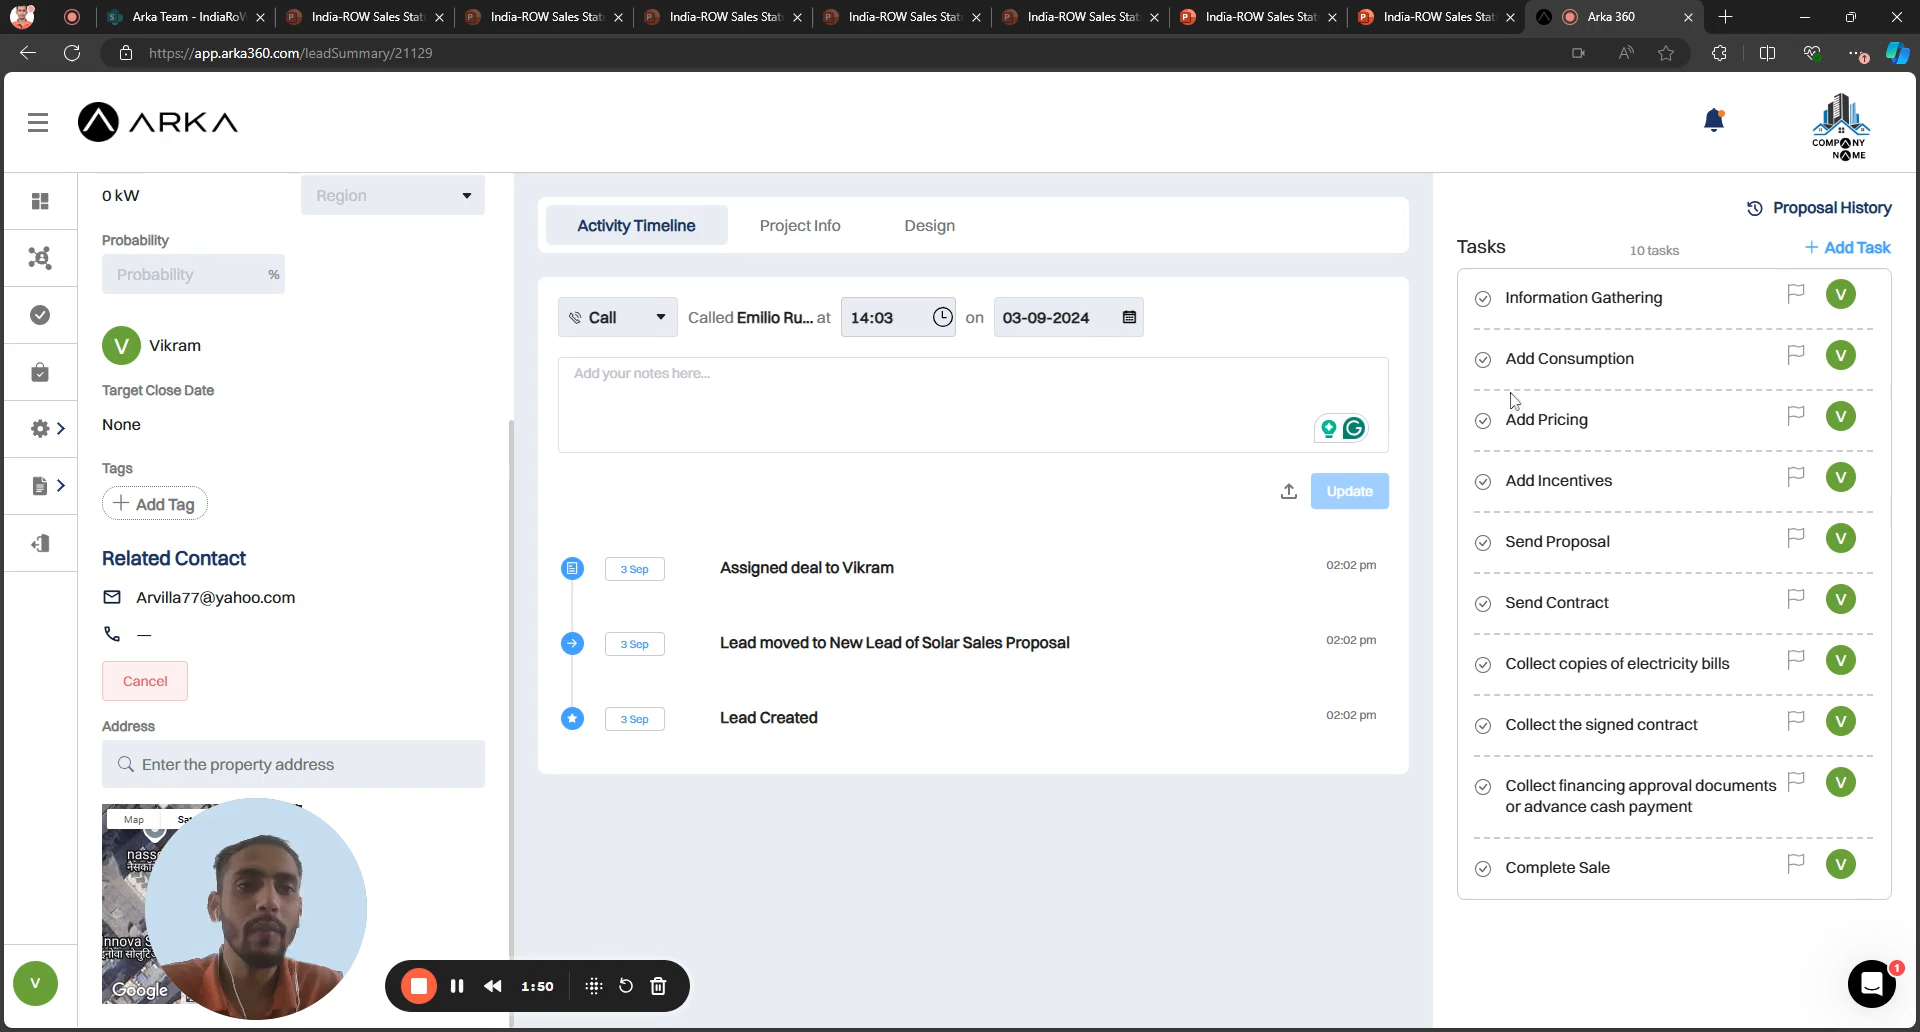 Arka Team - IndiaRoW
India-ROW Sales Stat
India-ROW Sales Stat
India-ROW Sales Stat
India-ROW Sales Stat
India-ROW Sales Stat
India-ROW Sales Stat
India-ROW Sales Stat
Arka 360
https://app.arka360.com/leadSummary/21129
ARKA
COMPANY
NAME
0 kW
Region
Probability
Probability %
V Vikram
Target Close Date
None
Tags
+ Add Tag
Related Contact
Arvilla77@yahoo.com
—
Cancel
Address
Enter the property address
Map
Google
V
Activity Timeline
Project Info
Design
Call
Called Emilio Ru... at 14:03 on 03-09-2024
Add your notes here...
Update
3 Sep Assigned deal to Vikram 02:02 pm
3 Sep Lead moved to New Lead of Solar Sales Proposal 02:02 pm
3 Sep Lead Created 02:02 pm
1:50
Proposal History
Tasks 10 tasks + Add Task
Information Gathering V
Add Consumption V
Add Pricing V
Add Incentives V
Send Proposal V
Send Contract V
Collect copies of electricity bills V
Collect the signed contract V
Collect financing approval documents V
or advance cash payment
Complete Sale V
1